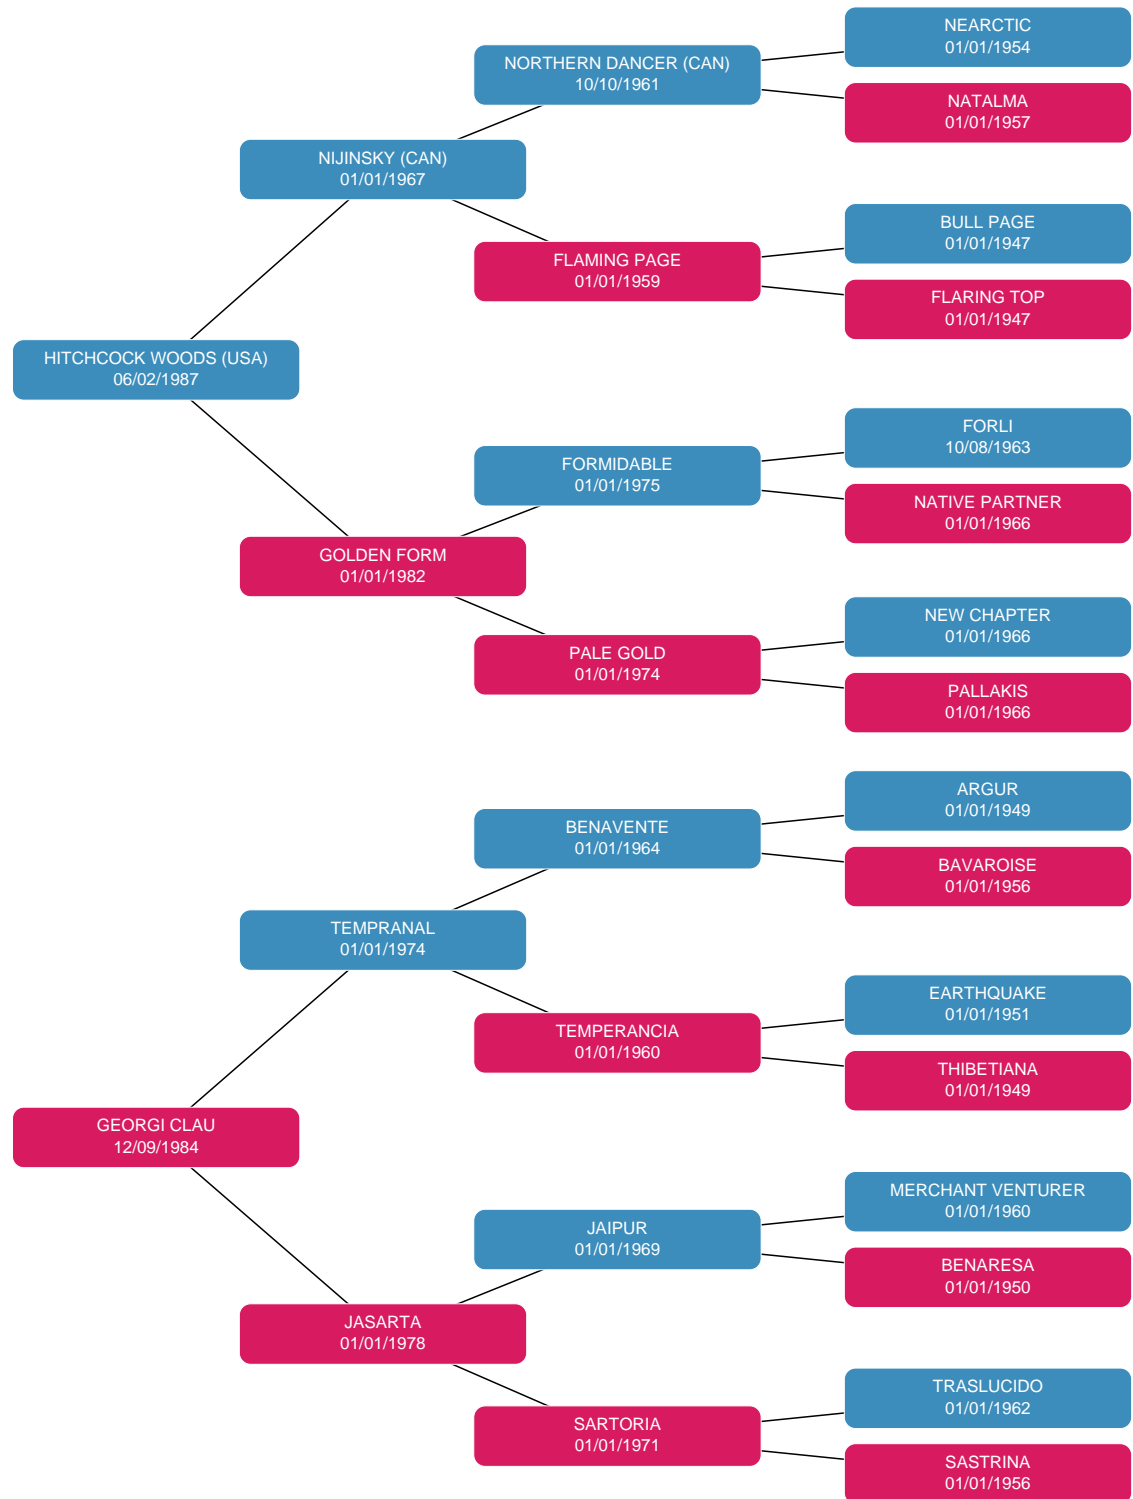 NEARCTIC
01/01/1954
NORTHERN DANCER (CAN)
10/10/1961
NATALMA
01/01/1957
NIJINSKY (CAN)
01/01/1967
BULL PAGE
01/01/1947
FLAMING PAGE
01/01/1959
FLARING TOP
01/01/1947
HITCHCOCK WOODS (USA)
06/02/1987
FORLI
10/08/1963
FORMIDABLE
01/01/1975
NATIVE PARTNER
01/01/1966
GOLDEN FORM
01/01/1982
NEW CHAPTER
01/01/1966
PALE GOLD
01/01/1974
PALLAKIS
01/01/1966
ARGUR
01/01/1949
BENAVENTE
01/01/1964
BAVAROISE
01/01/1956
TEMPRANAL
01/01/1974
EARTHQUAKE
01/01/1951
TEMPERANCIA
01/01/1960
THIBETIANA
01/01/1949
GEORGI CLAU
12/09/1984
MERCHANT VENTURER
01/01/1960
JAIPUR
01/01/1969
BENARESA
01/01/1950
JASARTA
01/01/1978
TRASLUCIDO
01/01/1962
SARTORIA
01/01/1971
SASTRINA
01/01/1956